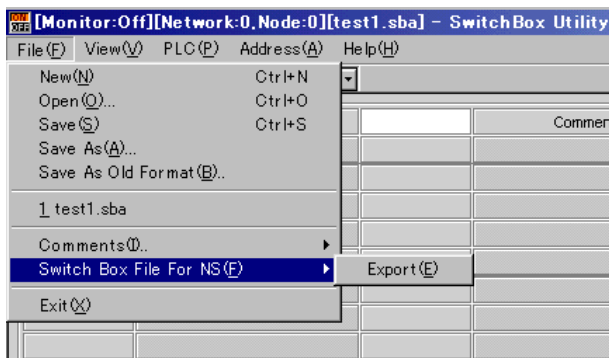 [Monitor:Off][Network:0,Node:0][test1.sba] - SwitchBox Utility
File(F) View(V) PLC(P) Address(A) Help(H)
New(N) Ctrl+N
Open(O)... Ctrl+O
Save(S) Ctrl+S
Save As(A)...
Save As Old Format(B)..
1 test1.sba
Comments(I)..
Switch Box File For NS(F)
Export(E)
Exit(X)